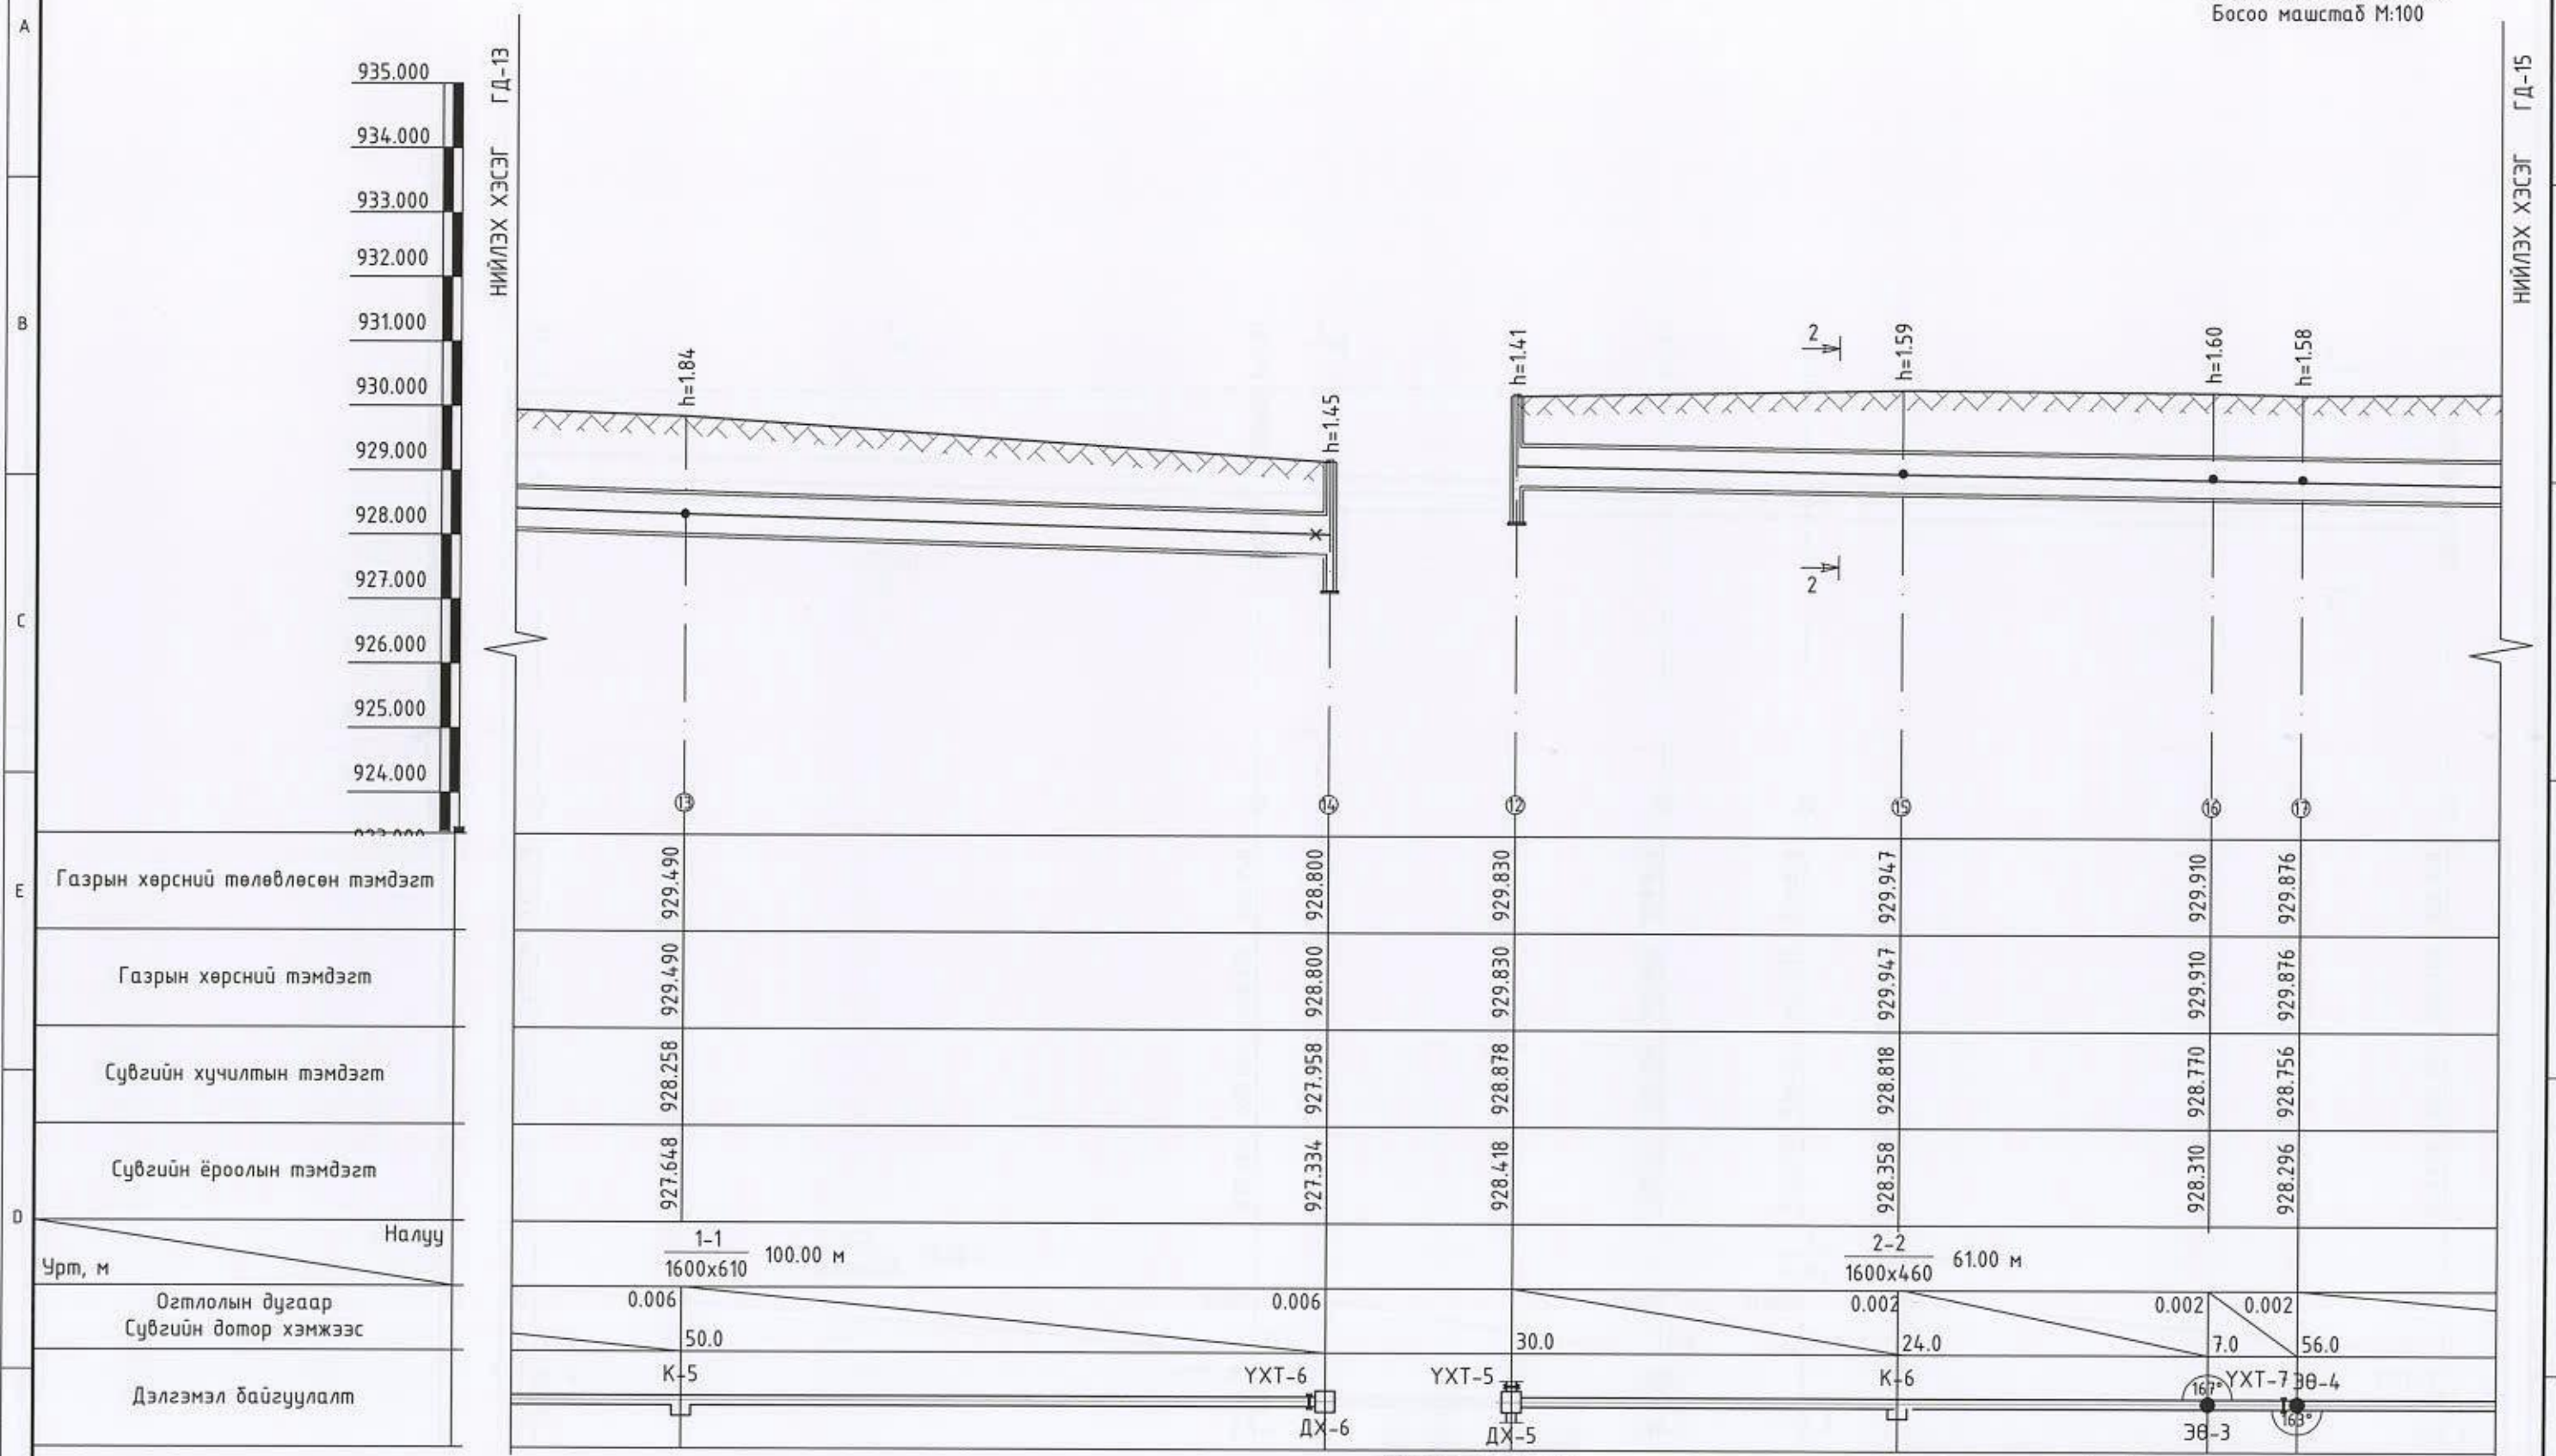 Босоо машстаб М:100
A
B
C
E
D
935.000
934.000
933.000
932.000
931.000
930.000
929.000
928.000
927.000
926.000
925.000
924.000
923.000
НИЙЛЭХ ХЭСЭГ ГД-13
НИЙЛЭХ ХЭСЭГ ГД-15
h=1.84
h=1.45
h=1.41
2
h=1.59
h=1.60
h=1.58
2
13
14
12
15
16
17
Газрын хөрсний төлөвлөсөн тэмдэгт
929.490
928.800
929.830
929.947
929.910
929.876
Газрын хөрсний тэмдэгт
929.490
928.800
929.830
929.947
929.910
929.876
Сувгийн хучилтын тэмдэгт
928.258
927.958
928.878
928.818
928.770
928.756
Сувгийн ёроолын тэмдэгт
927.648
927.334
928.418
928.358
928.310
928.296
Налуу
Урт, м
1-1
1600х610
100.00 м
2-2
1600х460
61.00 м
Огтлолын дугаар
Сувгийн дотор хэмжээс
0.006
0.006
0.002
0.002
0.002
50.0
30.0
24.0
7.0
56.0
Дэлгэмэл байгуулалт
К-5
ҮХТ-6
ҮХТ-5
К-6
ҮХТ-7
ЭӨ-4
167°
163°
ДХ-6
ДХ-5
ЭӨ-3